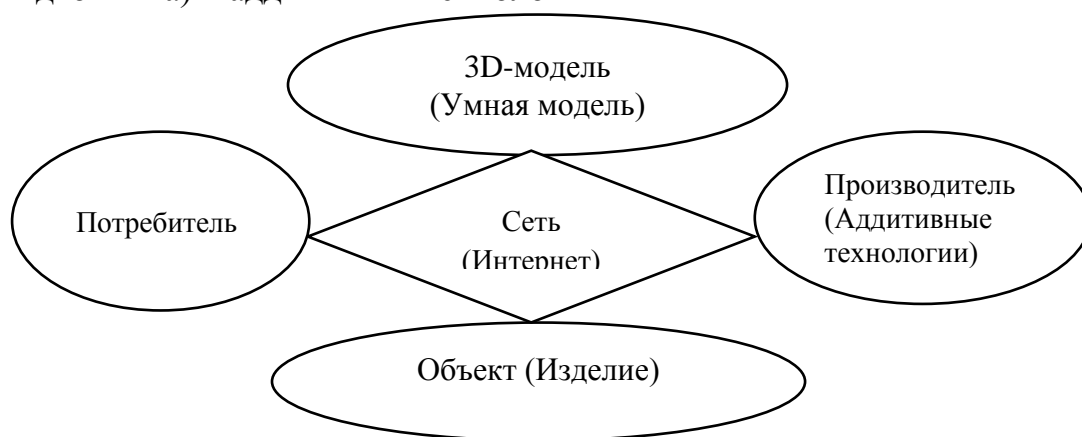 3D-модель
(Умная модель)
Потребитель
Сеть
(Интернет)
Производитель
(Аддитивные
технологии)
Объект (Изделие)